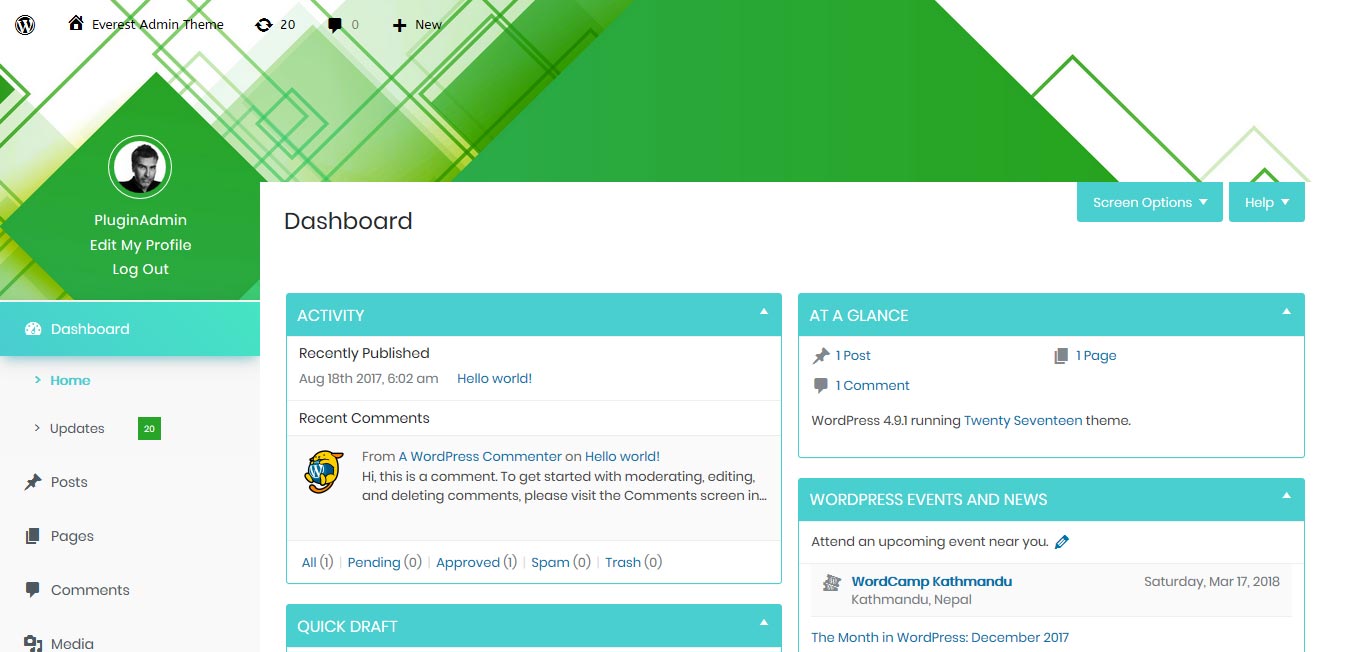 Everest Admin Theme 20 0 New
PluginAdmin
Edit My Profile
Log Out
Dashboard
Home
Updates 20
Posts
Pages
Comments
Media
Dashboard
Screen Options
Help
ACTIVITY
Recently Published
Aug 18th 2017, 6:02 am Hello world!
Recent Comments
From A WordPress Commenter on Hello world!
Hi, this is a comment. To get started with moderating, editing,
and deleting comments, please visit the Comments screen in…
All (1) | Pending (0) | Approved (1) | Spam (0) | Trash (0)
QUICK DRAFT
AT A GLANCE
1 Post 1 Page
1 Comment
WordPress 4.9.1 running Twenty Seventeen theme.
WORDPRESS EVENTS AND NEWS
Attend an upcoming event near you.
WordCamp Kathmandu Saturday, Mar 17, 2018
Kathmandu, Nepal
The Month in WordPress: December 2017